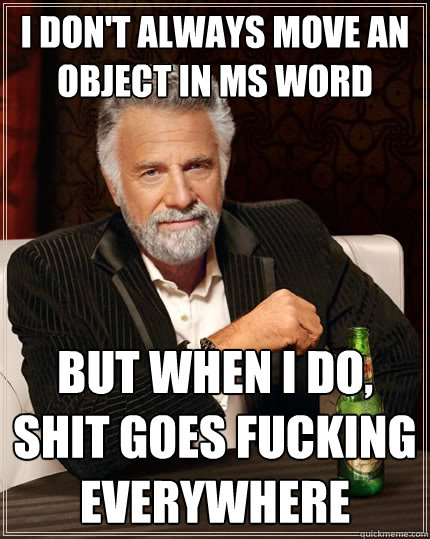 I DON'T ALWAYS MOVE AN
OBJECT IN MS WORD
BUT WHEN I DO,
SHIT GOES FUCKING
EVERYWHERE
quickmeme.com